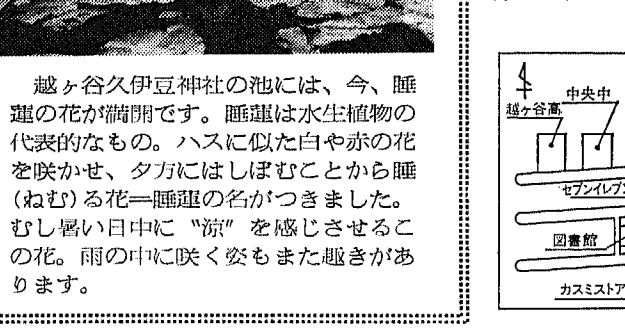 越ヶ谷久伊豆神社の池には、今、睡
蓮の花が満開です。睡蓮は水生植物の
代表的なもの。ハスに似た白や赤の花
を咲かせ、夕方にはしぼむことから睡
(ねむ)る花＝睡蓮の名がつきました。
むし暑い日中に〝涼〟を感じさせるこ
の花。雨の中に咲く姿もまた趣きがあ
ります。
中央中
越ヶ谷高
セブンイレブ
図書館
カスミストア